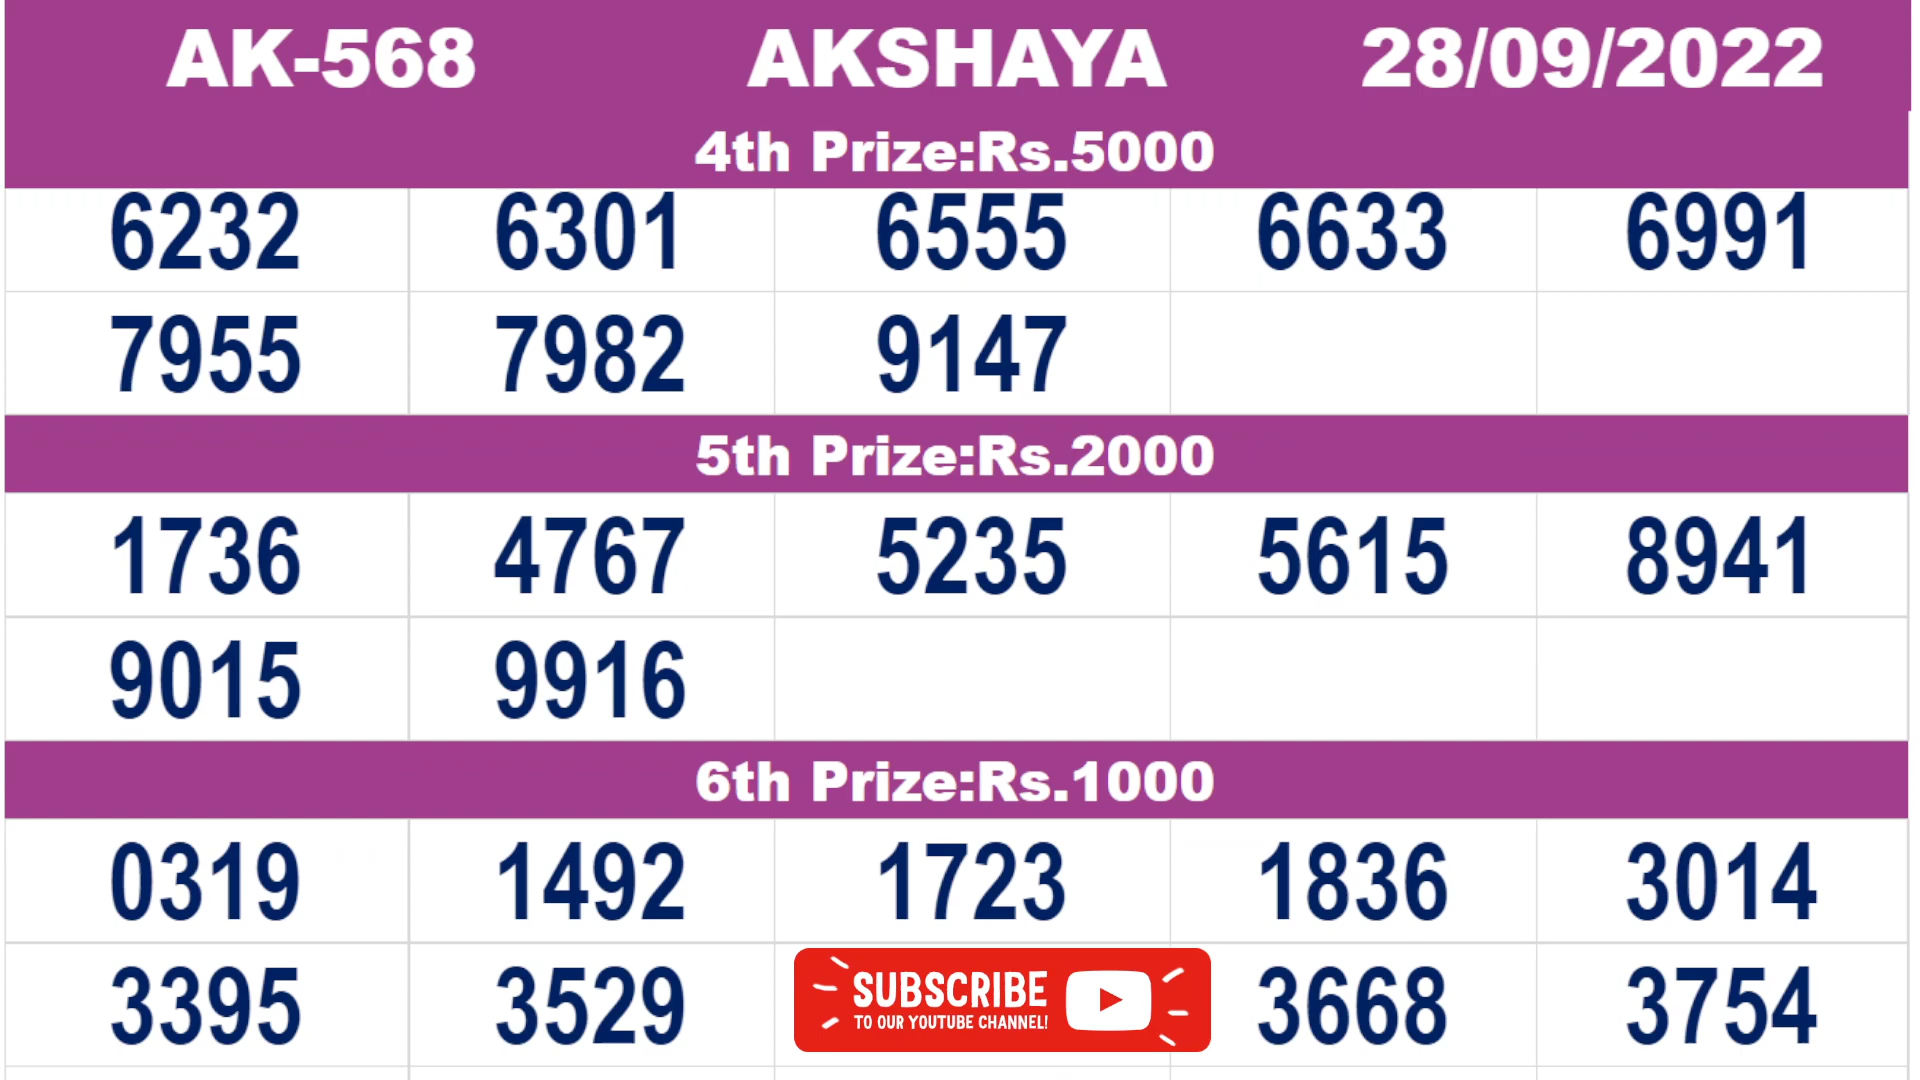 AK-568 AKSHAYA 28/09/2022
4th Prize:Rs.5000
6232 6301 6555 6633 6991
7955 7982 9147
5th Prize:Rs.2000
1736 4767 5235 5615 8941
9015 9916
6th Prize:Rs.1000
0319 1492 1723 1836 3014
3395 3529 3668 3754
SUBSCRIBE
TO OUR YOUTUBE CHANNEL!